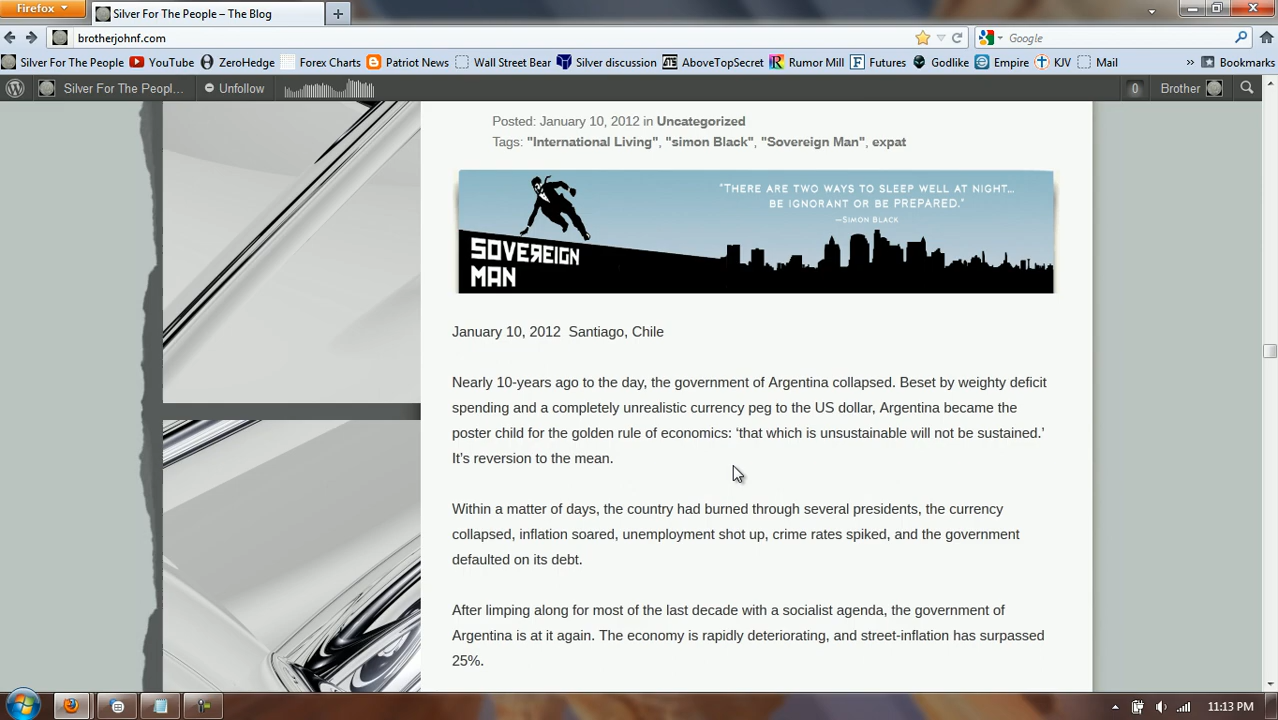 Firefox
Silver For The People – The Blog
brotherjohnf.com
Google
Silver For The People YouTube ZeroHedge Forex Charts Patriot News Wall Street Bear Silver discussion AboveTopSecret Rumor Mill Futures Godlike Empire KJV Mail » Bookmarks
Silver For The Peopl... Unfollow 0 Brother
Posted: January 10, 2012 in Uncategorized
Tags: "International Living", "simon Black", "Sovereign Man", expat
"THERE ARE TWO WAYS TO SLEEP WELL AT NIGHT...
BE IGNORANT OR BE PREPARED."
—SIMON BLACK
SOVEREIGN
MAN
January 10, 2012 Santiago, Chile
Nearly 10-years ago to the day, the government of Argentina collapsed. Beset by weighty deficit
spending and a completely unrealistic currency peg to the US dollar, Argentina became the
poster child for the golden rule of economics: ‘that which is unsustainable will not be sustained.’
It’s reversion to the mean.
Within a matter of days, the country had burned through several presidents, the currency
collapsed, inflation soared, unemployment shot up, crime rates spiked, and the government
defaulted on its debt.
After limping along for most of the last decade with a socialist agenda, the government of
Argentina is at it again. The economy is rapidly deteriorating, and street-inflation has surpassed
25%.
11:13 PM